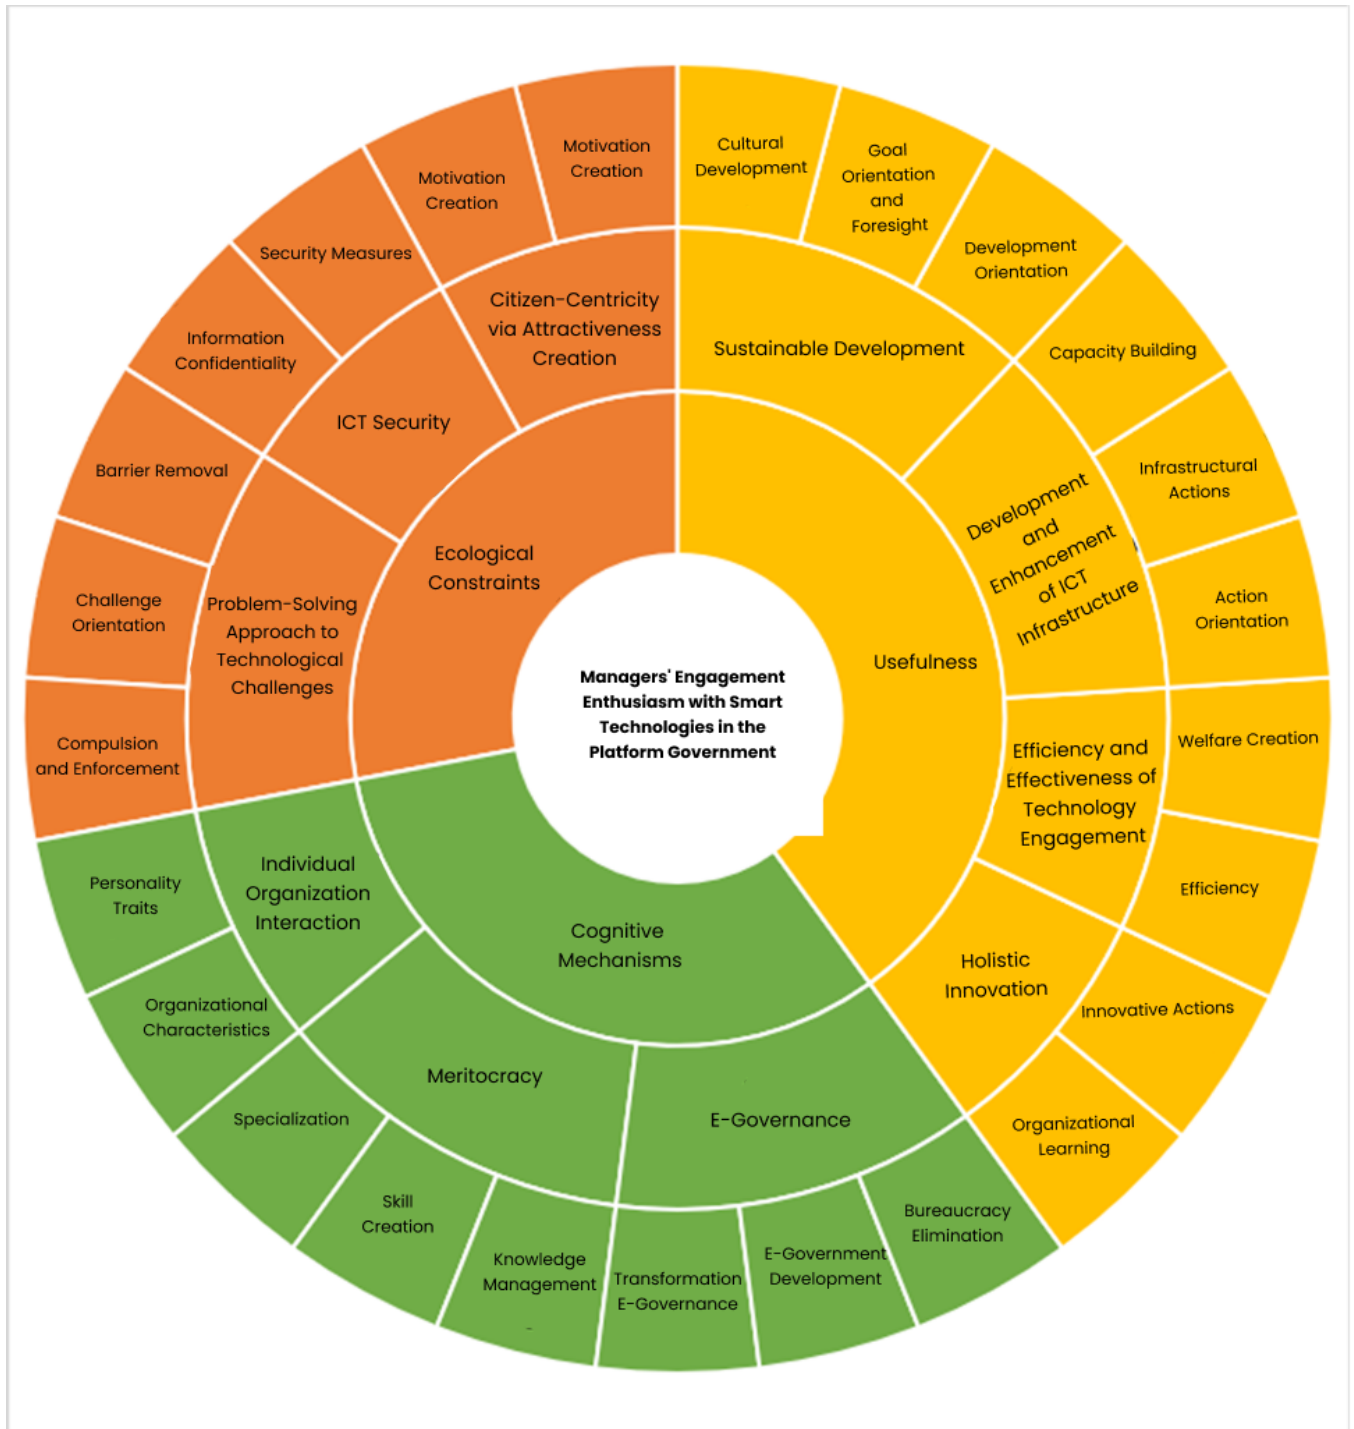 Managers' Engagement
Enthusiasm with Smart
Technologies in the
Platform Government
Usefulness
Sustainable Development
Cultural
Development
Goal
Orientation
and
Foresight
Development
Orientation
Development
and
Enhancement
of ICT
Infrastructure
Capacity Building
Infrastructural
Actions
Action
Orientation
Efficiency and
Effectiveness of
Technology
Engagement
Welfare Creation
Efficiency
Holistic
Innovation
Innovative Actions
Organizational
Learning
Cognitive
Mechanisms
E-Governance
Bureaucracy
Elimination
E-Government
Development
Transformation
E-Governance
Meritocracy
Knowledge
Management
Skill
Creation
Specialization
Individual
Organization
Interaction
Organizational
Characteristics
Personality
Traits
Ecological
Constraints
Problem-Solving
Approach to
Technological
Challenges
Compulsion
and Enforcement
Challenge
Orientation
Barrier Removal
ICT Security
Information
Confidentiality
Security Measures
Citizen-Centricity
via Attractiveness
Creation
Motivation
Creation
Motivation
Creation